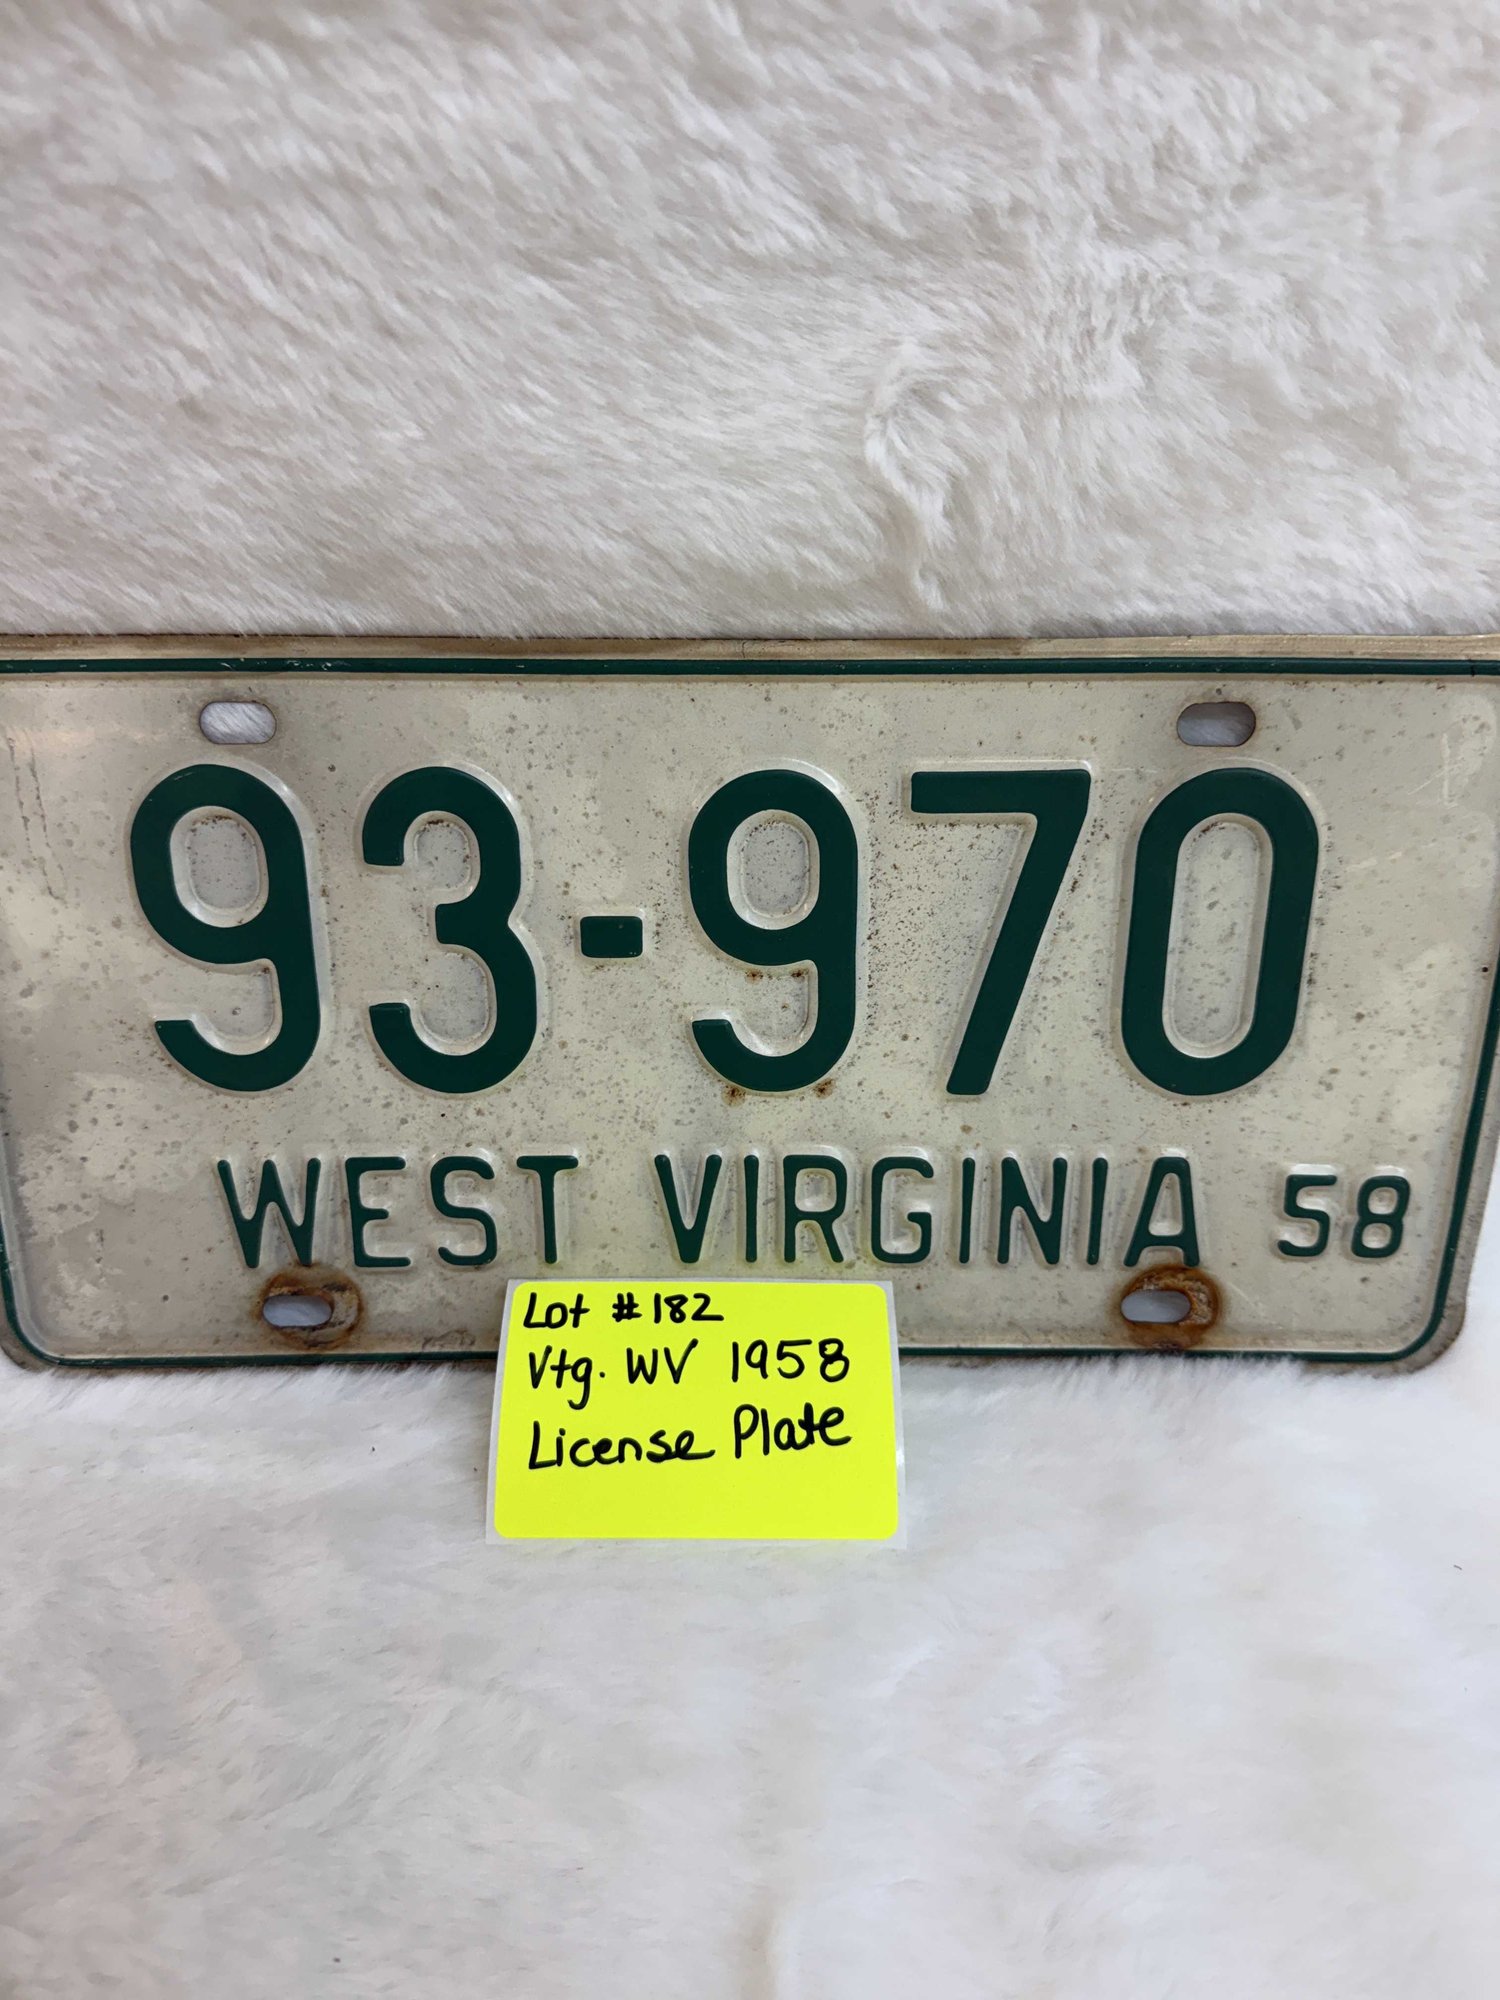 93-970
WEST VIRGINIA 58
Lot #182
Vtg. WV 1958
License Plate